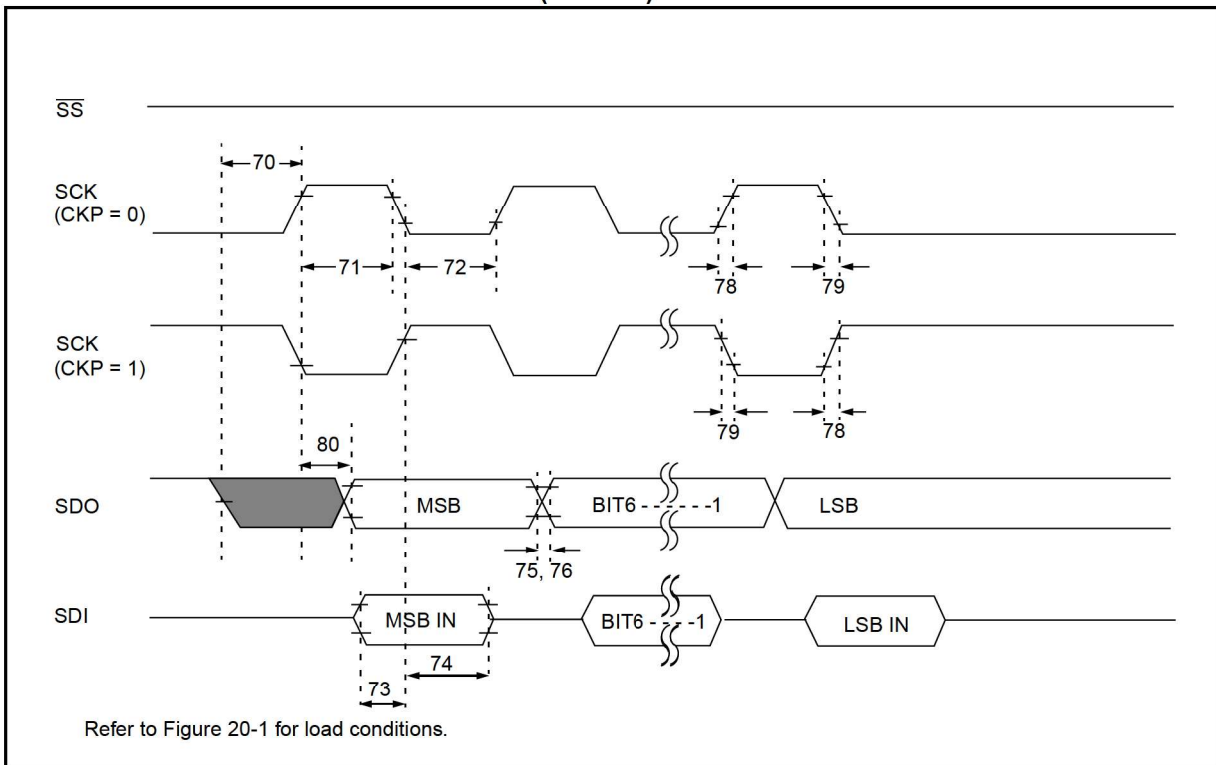 SS
70
SCK
(CKP = 0)
71
72
78
79
SCK
(CKP = 1)
79
78
80
SDO
MSB
BIT6 - - - - - -1
LSB
75, 76
SDI
MSB IN
BIT6 - - - - -1
LSB IN
74
73
Refer to Figure 20-1 for load conditions.